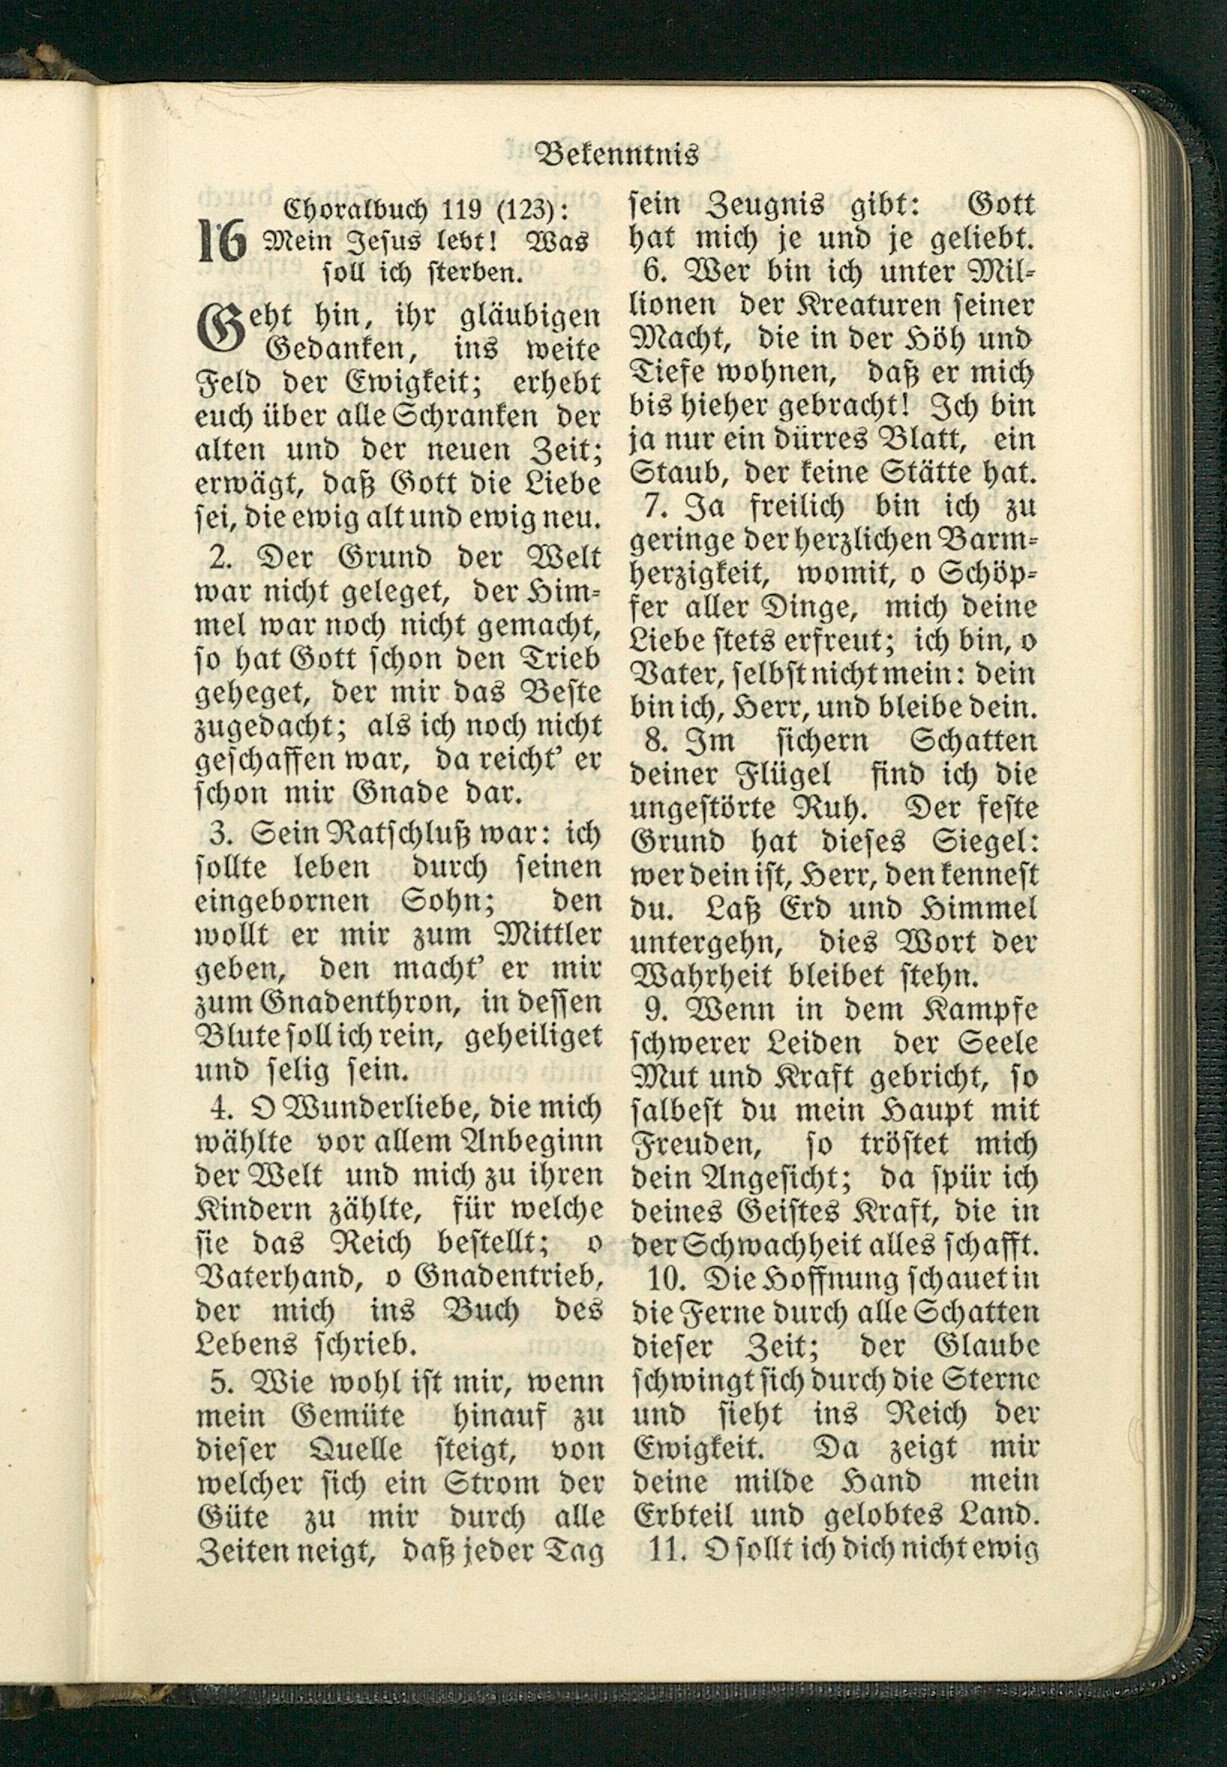 Bekenntnis
16
Choralbuch 119 (123):
Mein Jesus lebt! Was
soll ich sterben.
Geht hin, ihr gläubigen
Gedanken, ins weite
Feld der Ewigkeit; erhebt
euch über alle Schranken der
alten und der neuen Zeit;
erwägt, daß Gott die Liebe
sei, die ewig alt und ewig neu.
2. Der Grund der Welt
war nicht geleget, der Him-
mel war noch nicht gemacht,
so hat Gott schon den Trieb
geheget, der mir das Beste
zugedacht; als ich noch nicht
geschaffen war, da reicht' er
schon mir Gnade dar.
3. Sein Ratschluß war: ich
sollte leben durch seinen
eingebornen Sohn; den
wollt er mir zum Mittler
geben, den macht' er mir
zum Gnadenthron, in dessen
Blute soll ich rein, geheiliget
und selig sein.
4. O Wunderliebe, die mich
wählte vor allem Anbeginn
der Welt und mich zu ihren
Kindern zählte, für welche
sie das Reich bestellt; o
Vaterhand, o Gnadentrieb,
der mich ins Buch des
Lebens schrieb.
5. Wie wohl ist mir, wenn
mein Gemüte hinauf zu
dieser Quelle steigt, von
welcher sich ein Strom der
Güte zu mir durch alle
Zeiten neigt, daß jeder Tag
sein Zeugnis gibt: Gott
hat mich je und je geliebt.
6. Wer bin ich unter Mil-
lionen der Kreaturen seiner
Macht, die in der Höh und
Tiefe wohnen, daß er mich
bis hieher gebracht! Ich bin
ja nur ein dürres Blatt, ein
Staub, der keine Stätte hat.
7. Ja freilich bin ich zu
geringe der herzlichen Barm-
herzigkeit, womit, o Schöp-
fer aller Dinge, mich deine
Liebe stets erfreut; ich bin, o
Vater, selbst nicht mein: dein
bin ich, Herr, und bleibe dein.
8. Im sichern Schatten
deiner Flügel find ich die
ungestörte Ruh. Der feste
Grund hat dieses Siegel:
wer dein ist, Herr, den kennest
du. Laß Erd und Himmel
untergehn, dies Wort der
Wahrheit bleibet stehn.
9. Wenn in dem Kampfe
schwerer Leiden der Seele
Mut und Kraft gebricht, so
salbest du mein Haupt mit
Freuden, so tröstet mich
dein Angesicht; da spür ich
deines Geistes Kraft, die in
der Schwachheit alles schafft.
10. Die Hoffnung schauet in
die Ferne durch alle Schatten
dieser Zeit; der Glaube
schwingt sich durch die Sterne
und sieht ins Reich der
Ewigkeit. Da zeigt mir
deine milde Hand mein
Erbteil und gelobtes Land.
11. O sollt ich dich nicht ewig